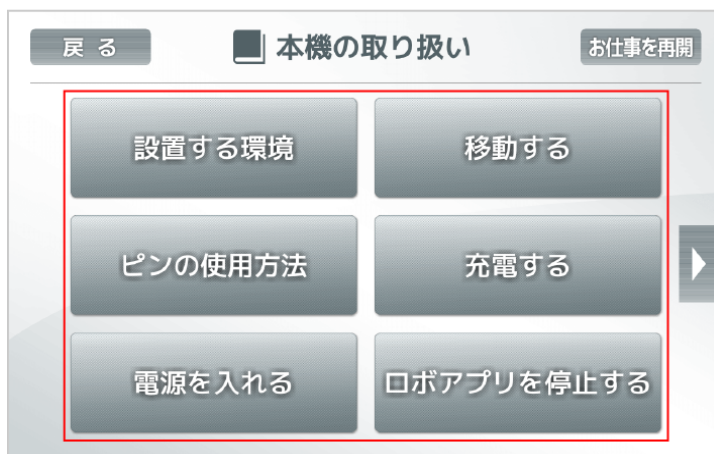 戻る
本機の取り扱い
お仕事を再開
設置する環境
移動する
ピンの使用方法
充電する
電源を入れる
ロボアプリを停止する